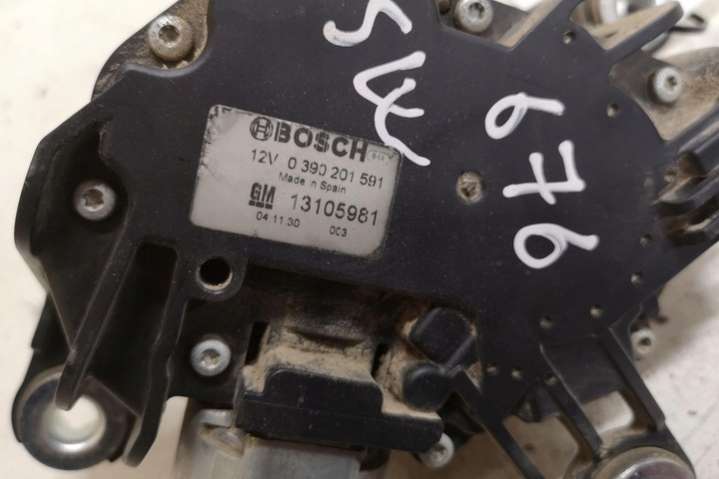 BOSCH
12V 0 390 201 591
Made in Spain
GM 13105981
04.11.30 003
SW
676